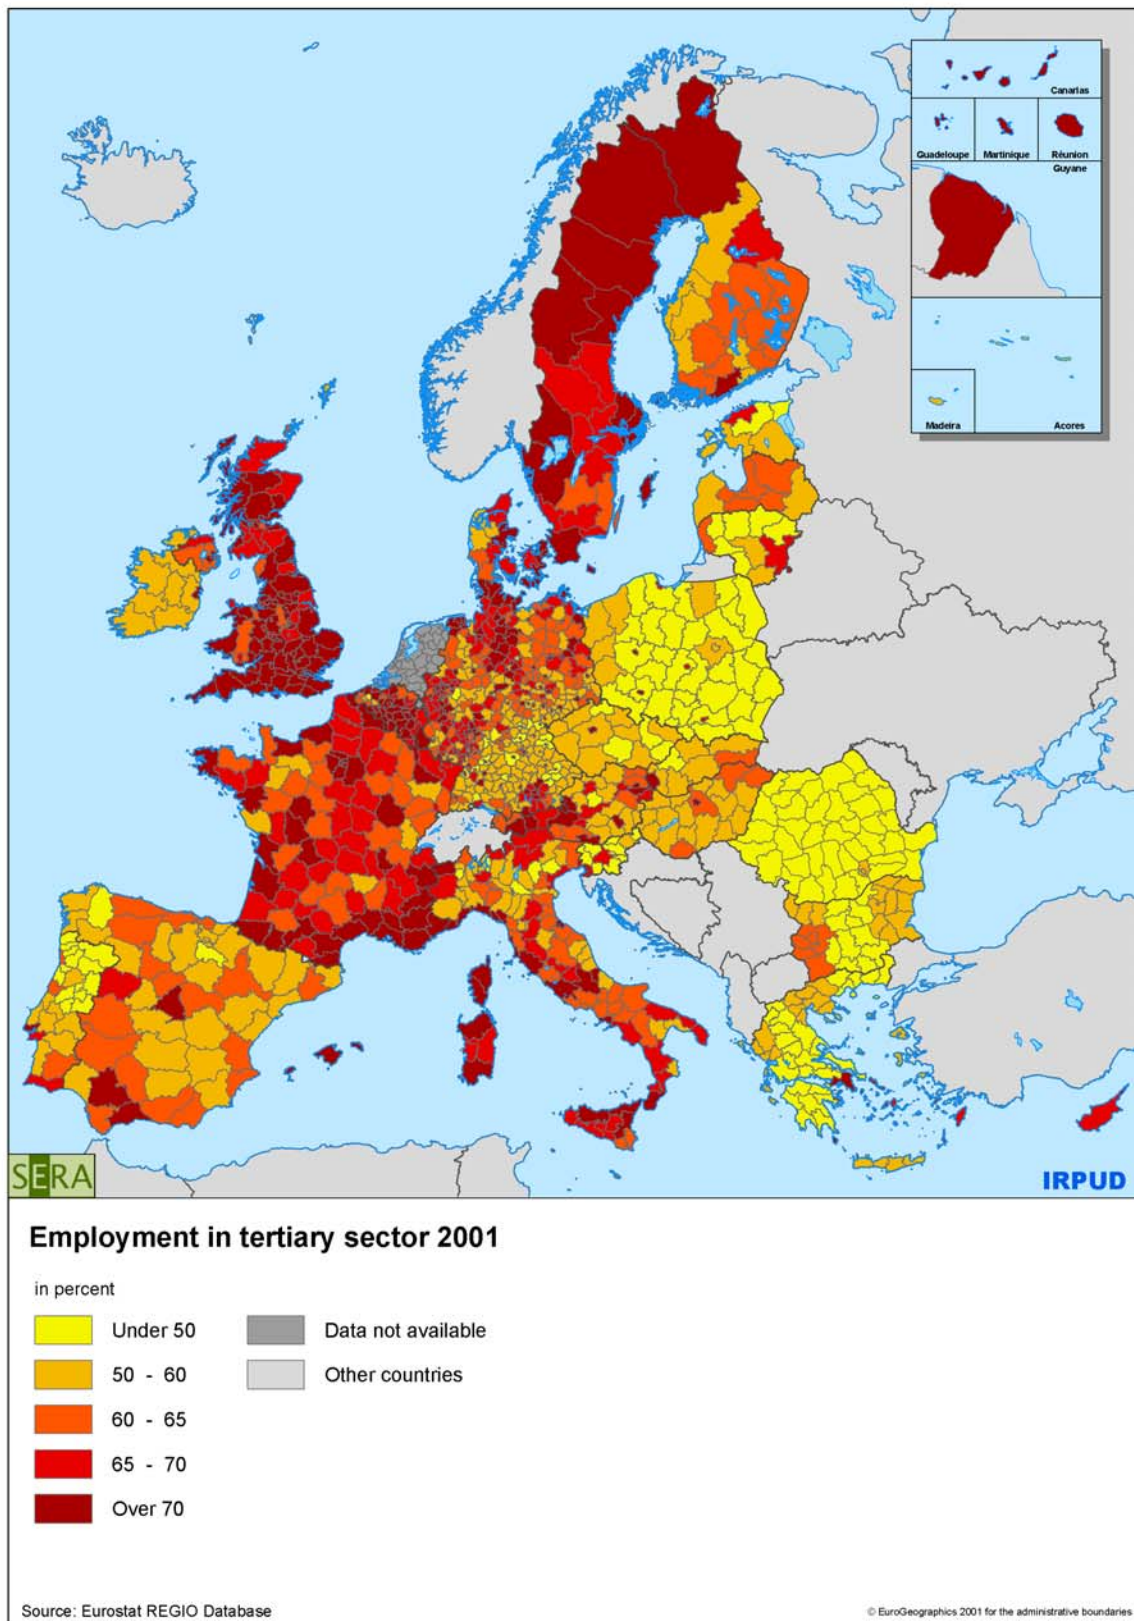 Canarias
Guadeloupe
Martinique
Réunion
Guyane
Madeira
Acores
SERA
IRPUD
Employment in tertiary sector 2001
in percent
Under 50
Data not available
50 - 60
Other countries
60 - 65
65 - 70
Over 70
Source: Eurostat REGIO Database
© EuroGeographics 2001 for the administrative boundaries